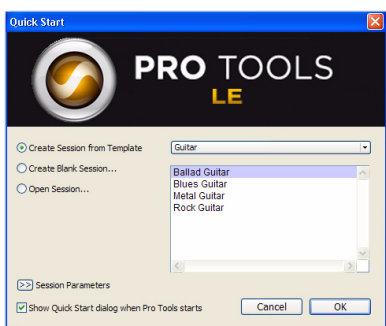 Quick Start
PRO TOOLS
LE
Create Session from Template
Guitar
Create Blank Session...
Open Session...
Ballad Guitar
Blues Guitar
Metal Guitar
Rock Guitar
>> Session Parameters
Show Quick Start dialog when Pro Tools starts
Cancel
OK